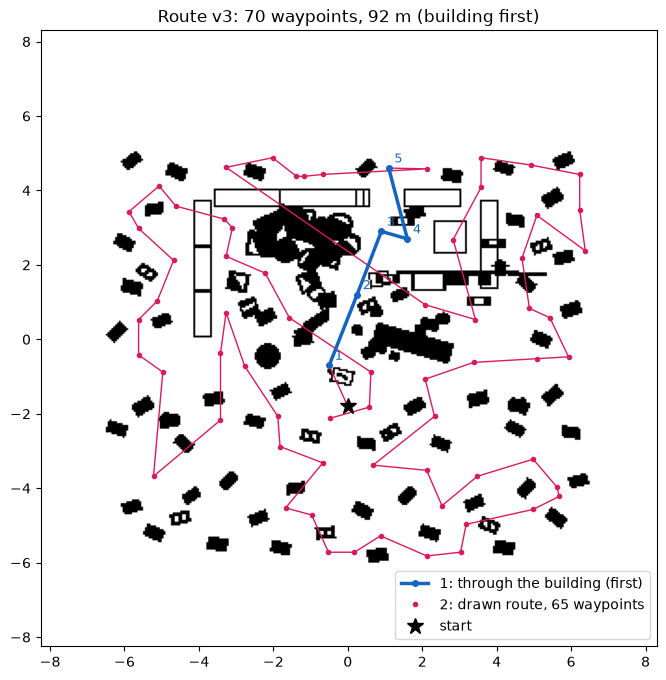 Route v3: 70 waypoints, 92 m (building first)
8
6
4
2
0
−2
−4
−6
−8
5
3
4
2
1
1: through the building (first)
2: drawn route, 65 waypoints
start
−8 −6 −4 −2 0 2 4 6 8